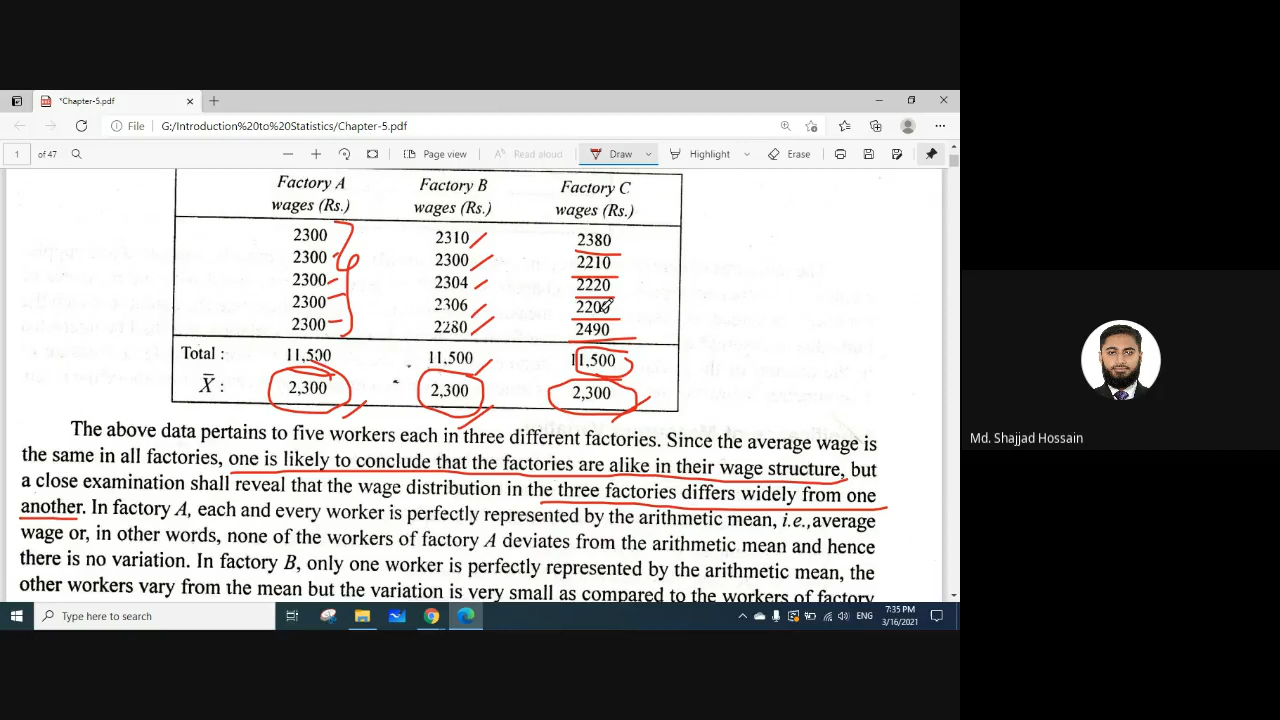 *Chapter-5.pdf
File G:/Introduction%20to%20Statistics/Chapter-5.pdf
1 of 47 Page view Read aloud Draw Highlight Erase
Factory A Factory B Factory C
wages (Rs.) wages (Rs.) wages (Rs.)
2300 2310 2380
2300 2300 2210
2300 2304 2220
2300 2306 2200
2300 2280 2490
Total : 11,500 11,500 11,500
X̅ : 2,300 2,300 2,300
The above data pertains to five workers each in three different factories. Since the average wage is
the same in all factories, one is likely to conclude that the factories are alike in their wage structure, but
a close examination shall reveal that the wage distribution in the three factories differs widely from one
another. In factory A, each and every worker is perfectly represented by the arithmetic mean, i.e., average
wage or, in other words, none of the workers of factory A deviates from the arithmetic mean and hence
there is no variation. In factory B, only one worker is perfectly represented by the arithmetic mean, the
other workers vary from the mean but the variation is very small as compared to the workers of factory
Md. Shajjad Hossain
Type here to search
ENG
7:35 PM
3/16/2021